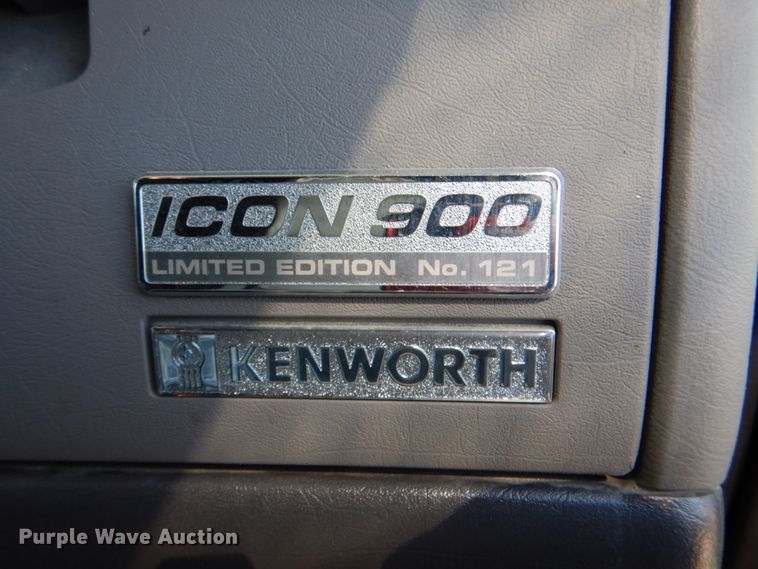 ICON 900
LIMITED EDITION No. 121
KENWORTH
Purple Wave Auction